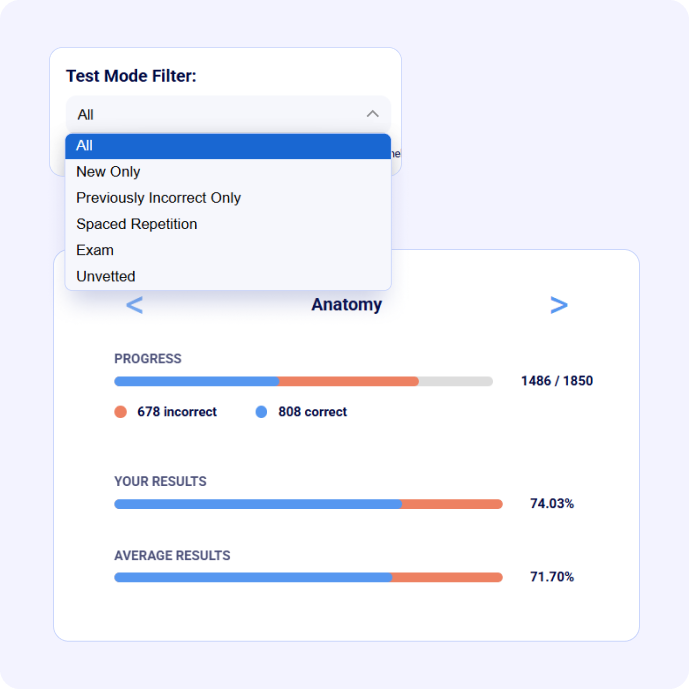 Test Mode Filter:
All
All
New Only
Previously Incorrect Only
Spaced Repetition
Exam
Unvetted
< Anatomy >
PROGRESS
1486 / 1850
678 incorrect 808 correct
YOUR RESULTS
74.03%
AVERAGE RESULTS
71.70%